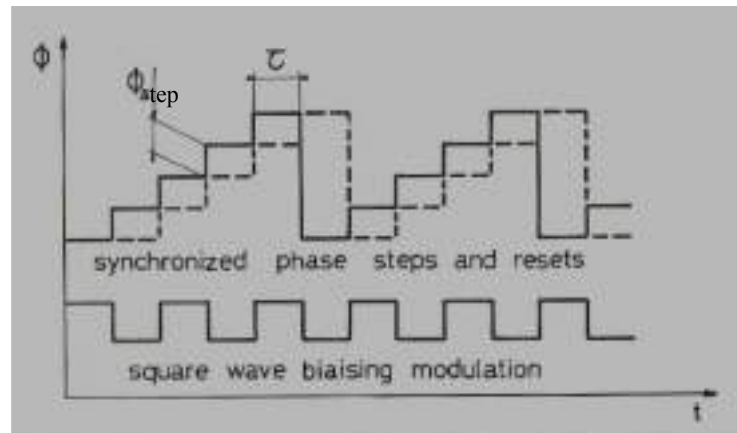 Φ
τ
Φstep
synchronized phase steps and resets
square wave biaising modulation
t